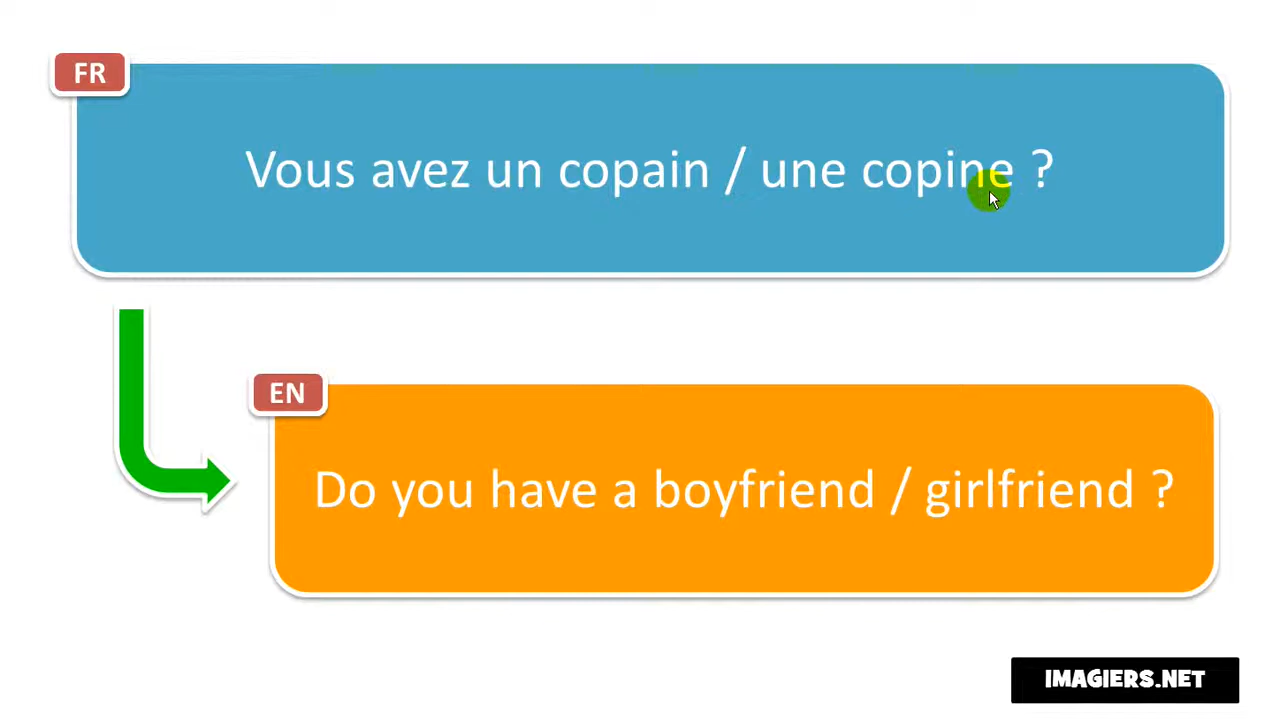 FR
Vous avez un copain / une copine ?
EN
Do you have a boyfriend / girlfriend ?
IMAGIERS.NET